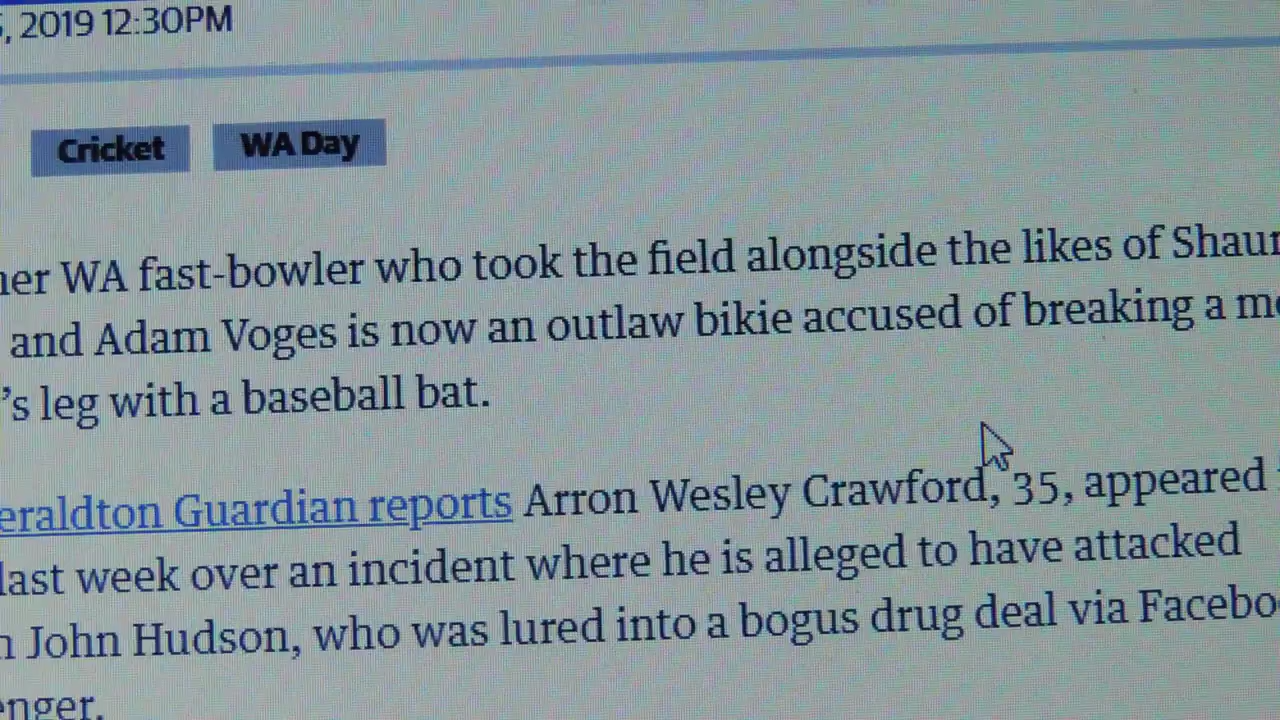 , 2019 12:30PM
Cricket WA Day
er WA fast-bowler who took the field alongside the likes of Shaun
and Adam Voges is now an outlaw bikie accused of breaking a m
's leg with a baseball bat.
eraldton Guardian reports Arron Wesley Crawford, 35, appeared
last week over an incident where he is alleged to have attacked
John Hudson, who was lured into a bogus drug deal via Facebo
enger.